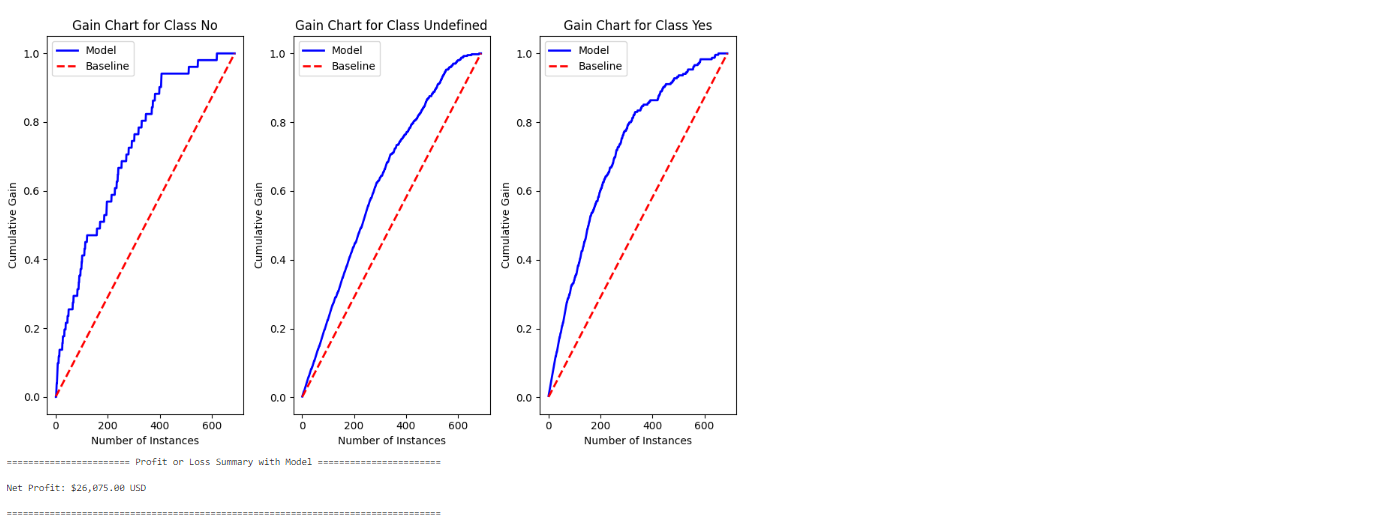 Gain Chart for Class No
1.0
0.8
0.6
0.4
0.2
0.0
Cumulative Gain
Model
Baseline
0 200 400 600
Number of Instances
Gain Chart for Class Undefined
1.0
0.8
0.6
0.4
0.2
0.0
Cumulative Gain
Model
Baseline
0 200 400 600
Number of Instances
Gain Chart for Class Yes
1.0
0.8
0.6
0.4
0.2
0.0
Cumulative Gain
Model
Baseline
0 200 400 600
Number of Instances
======================= Profit or Loss Summary with Model =======================
Net Profit: $26,075.00 USD
=================================================================================